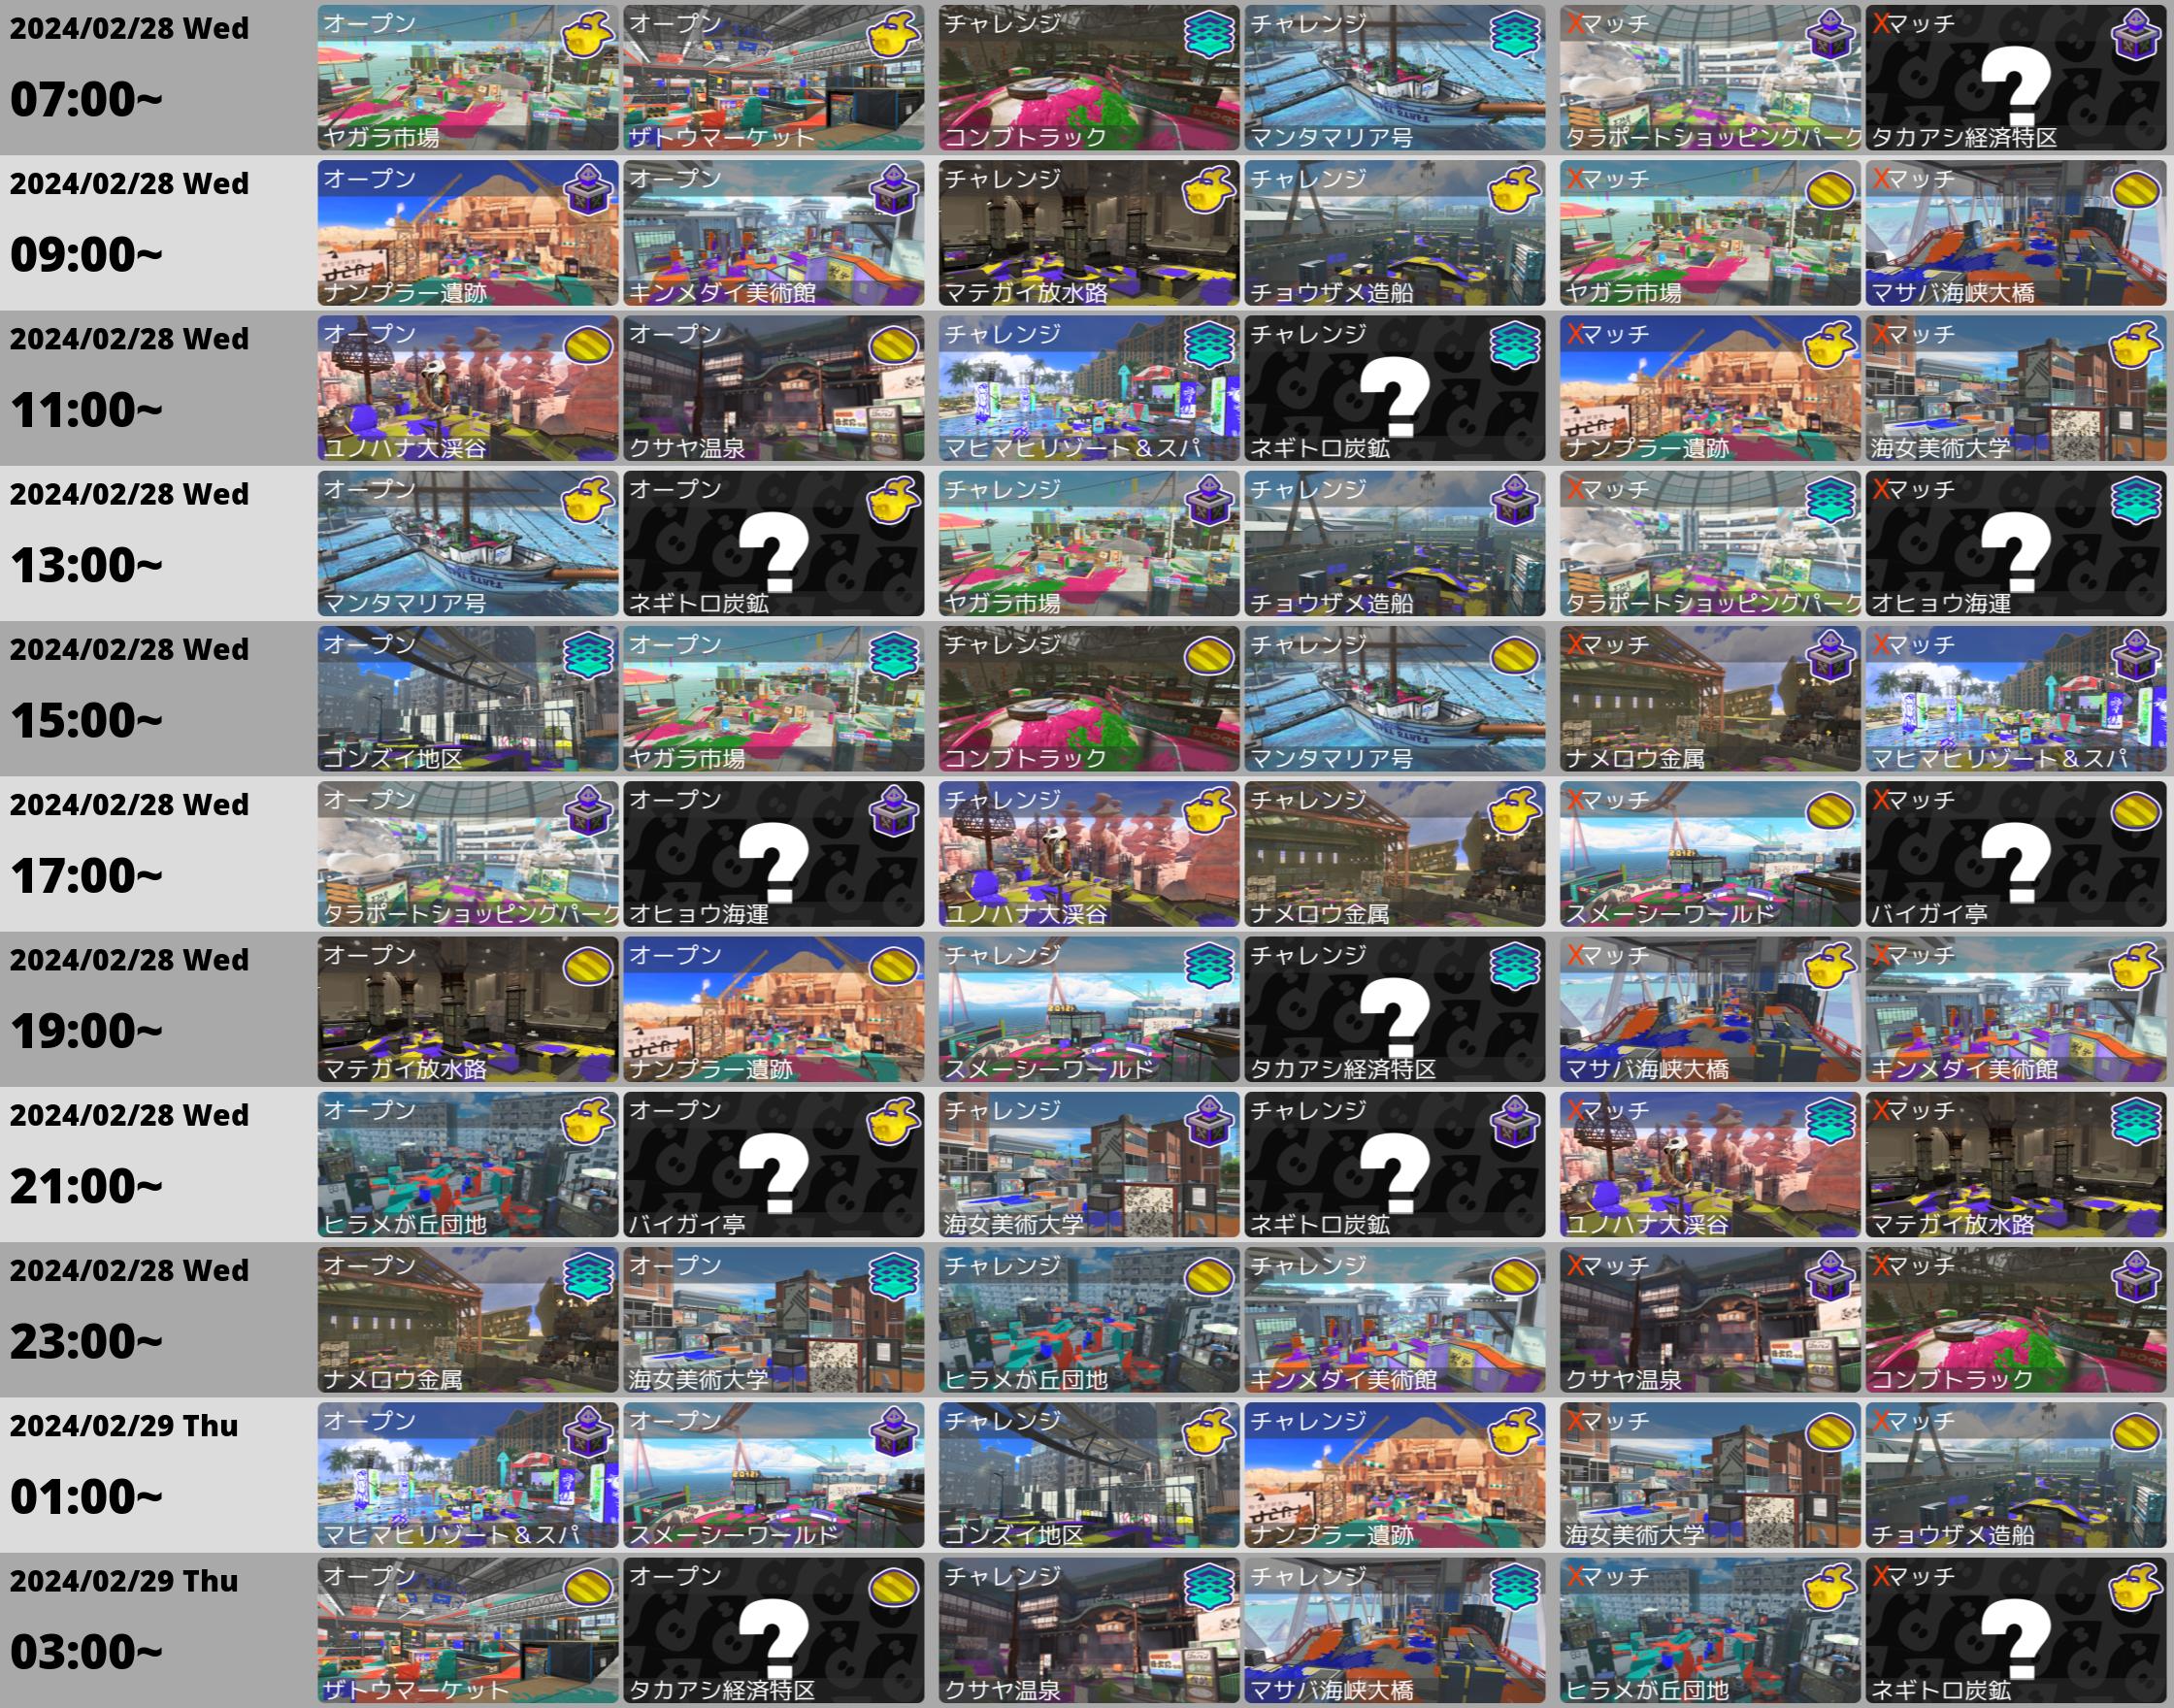 2024/02/28 Wed
07:00~
オープン
ヤガラ市場
オープン
ザトウマーケット
チャレンジ
コンブトラック
チャレンジ
マンタマリア号
Xマッチ
タラポートショッピングパーク
Xマッチ
?
タカアシ経済特区
2024/02/28 Wed
09:00~
オープン
ナンプラー遺跡
オープン
キンメダイ美術館
チャレンジ
マテガイ放水路
チャレンジ
チョウザメ造船
Xマッチ
ヤガラ市場
Xマッチ
マサバ海峡大橋
2024/02/28 Wed
11:00~
オープン
ユノハナ大渓谷
オープン
クサヤ温泉
チャレンジ
マヒマヒリゾート&スパ
チャレンジ
?
ネギトロ炭鉱
Xマッチ
ナンプラー遺跡
Xマッチ
海女美術大学
2024/02/28 Wed
13:00~
オープン
マンタマリア号
オープン
?
ネギトロ炭鉱
チャレンジ
ヤガラ市場
チャレンジ
チョウザメ造船
Xマッチ
タラポートショッピングパーク
Xマッチ
?
オヒョウ海運
2024/02/28 Wed
15:00~
オープン
ゴンズイ地区
オープン
ヤガラ市場
チャレンジ
コンブトラック
チャレンジ
マンタマリア号
Xマッチ
ナメロウ金属
Xマッチ
マヒマヒリゾート&スパ
2024/02/28 Wed
17:00~
オープン
タラポートショッピングパーク
オープン
?
オヒョウ海運
チャレンジ
ユノハナ大渓谷
チャレンジ
ナメロウ金属
Xマッチ
スメーシーワールド
Xマッチ
?
バイガイ亭
2024/02/28 Wed
19:00~
オープン
マテガイ放水路
オープン
ナンプラー遺跡
チャレンジ
スメーシーワールド
チャレンジ
?
タカアシ経済特区
Xマッチ
マサバ海峡大橋
Xマッチ
キンメダイ美術館
2024/02/28 Wed
21:00~
オープン
ヒラメが丘団地
オープン
?
バイガイ亭
チャレンジ
海女美術大学
チャレンジ
?
ネギトロ炭鉱
Xマッチ
ユノハナ大渓谷
Xマッチ
マテガイ放水路
2024/02/28 Wed
23:00~
オープン
ナメロウ金属
オープン
海女美術大学
チャレンジ
ヒラメが丘団地
チャレンジ
キンメダイ美術館
Xマッチ
クサヤ温泉
Xマッチ
コンブトラック
2024/02/29 Thu
01:00~
オープン
マヒマヒリゾート&スパ
オープン
スメーシーワールド
チャレンジ
ゴンズイ地区
チャレンジ
ナンプラー遺跡
Xマッチ
海女美術大学
Xマッチ
チョウザメ造船
2024/02/29 Thu
03:00~
オープン
ザトウマーケット
オープン
?
タカアシ経済特区
チャレンジ
クサヤ温泉
チャレンジ
マサバ海峡大橋
Xマッチ
ヒラメが丘団地
Xマッチ
?
ネギトロ炭鉱